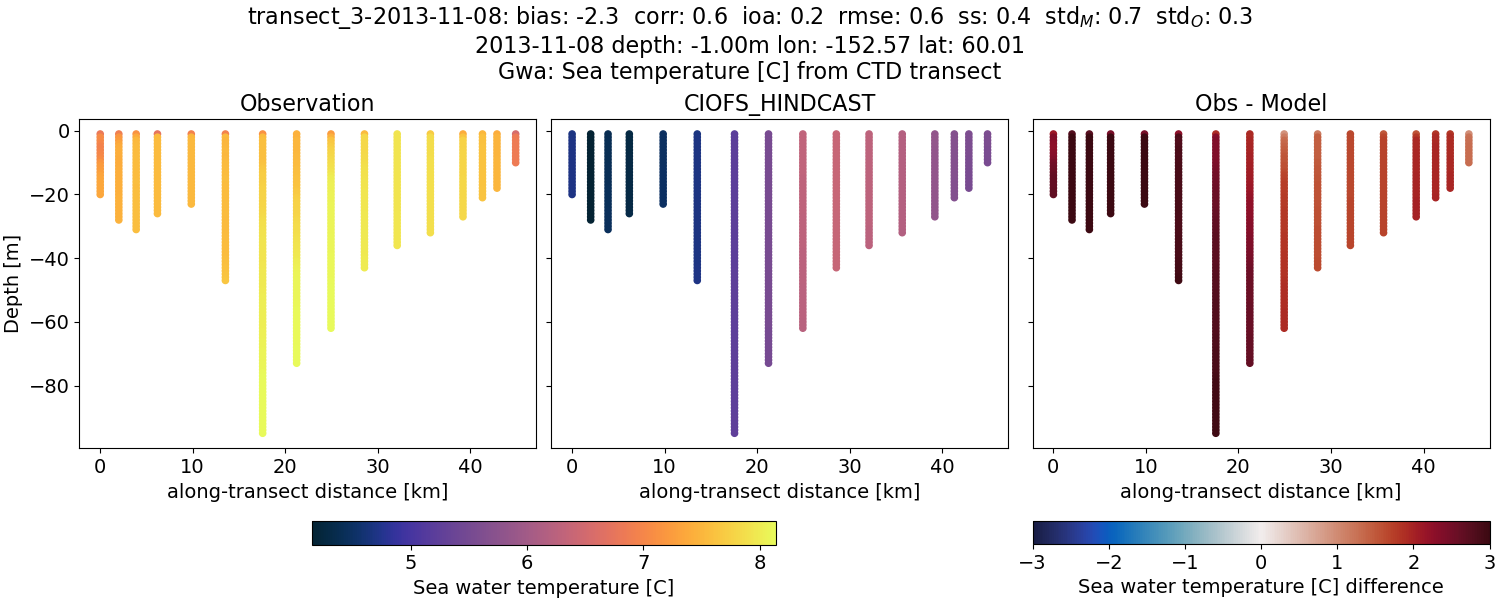 transect_3-2013-11-08: bias: -2.3 corr: 0.6 ioa: 0.2 rmse: 0.6 ss: 0.4 std_M: 0.7 std_O: 0.3
2013-11-08 depth: -1.00m lon: -152.57 lat: 60.01
Gwa: Sea temperature [C] from CTD transect
Observation CIOFS_HINDCAST Obs - Model
Depth [m]
0
−20
−40
−60
−80
0 10 20 30 40 0 10 20 30 40 0 10 20 30 40
along-transect distance [km] along-transect distance [km] along-transect distance [km]
5 6 7 8 −3 −2 −1 0 1 2 3
Sea water temperature [C] Sea water temperature [C] difference